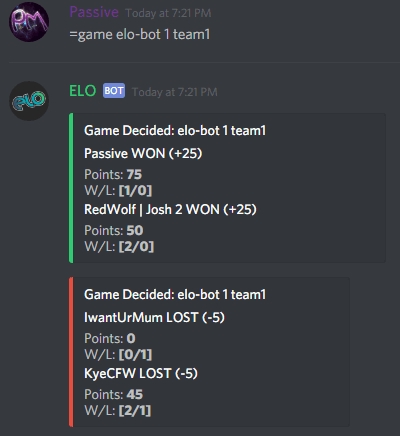 Passive Today at 7:21 PM
=game elo-bot 1 team1
ELO BOT Today at 7:21 PM
Game Decided: elo-bot 1 team1
Passive WON (+25)
Points: 75
W/L: [1/0]
RedWolf | Josh 2 WON (+25)
Points: 50
W/L: [2/0]
Game Decided: elo-bot 1 team1
IwantUrMum LOST (-5)
Points: 0
W/L: [0/1]
KyeCFW LOST (-5)
Points: 45
W/L: [2/1]